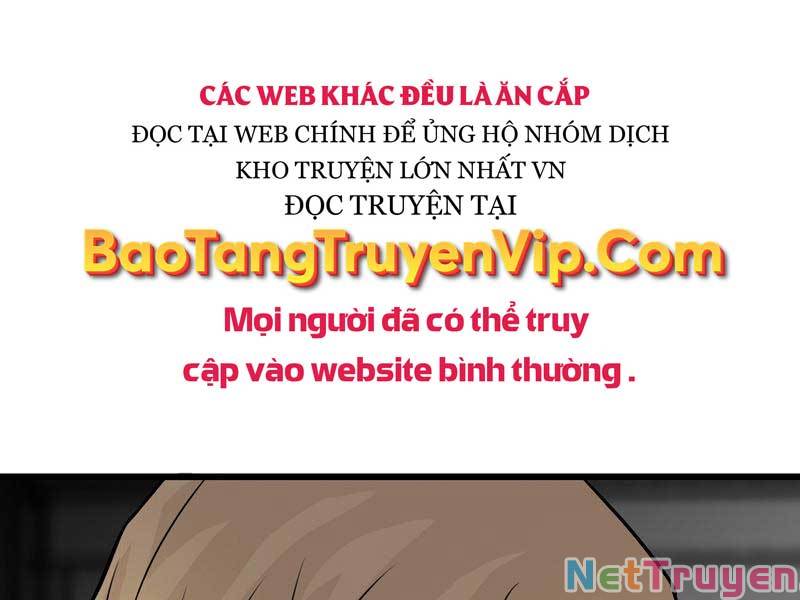 CÁC WEB KHÁC ĐỀU LÀ ĂN CẮP
ĐỌC TẠI WEB CHÍNH ĐỂ ỦNG HỘ NHÓM DỊCH
KHO TRUYỆN LỚN NHẤT VN
ĐỌC TRUYỆN TẠI
BaoTangTruyenVip.Com
Mọi người đã có thể truy
cập vào website bình thường.
NetTruyen